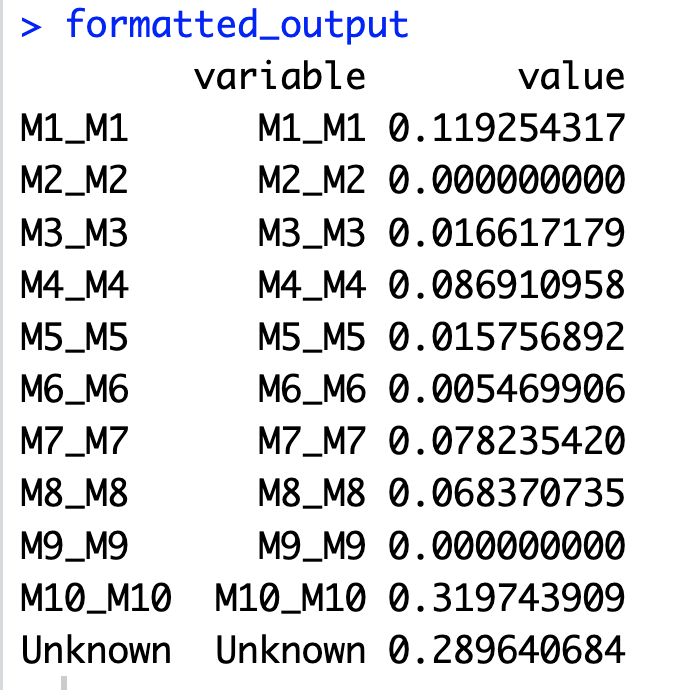 > formatted_output
variable value
M1_M1 M1_M1 0.119254317
M2_M2 M2_M2 0.000000000
M3_M3 M3_M3 0.016617179
M4_M4 M4_M4 0.086910958
M5_M5 M5_M5 0.015756892
M6_M6 M6_M6 0.005469906
M7_M7 M7_M7 0.078235420
M8_M8 M8_M8 0.068370735
M9_M9 M9_M9 0.000000000
M10_M10 M10_M10 0.319743909
Unknown Unknown 0.289640684